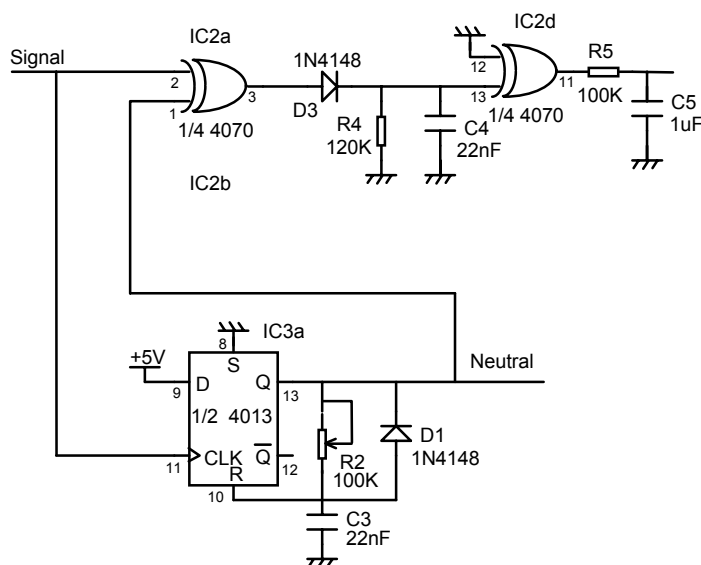 IC2d
Signal
IC2a
1N4148
R5
2
3
12
13
11
100K
1
D3
1/4 4070
R4
120K
C4
22nF
1/4 4070
C5
1uF
IC2b
IC3a
8
+5V
S
Neutral
D
Q
9
13
1/2 4013
D1
1N4148
CLK
Q
11
12
R
R2
100K
10
C3
22nF